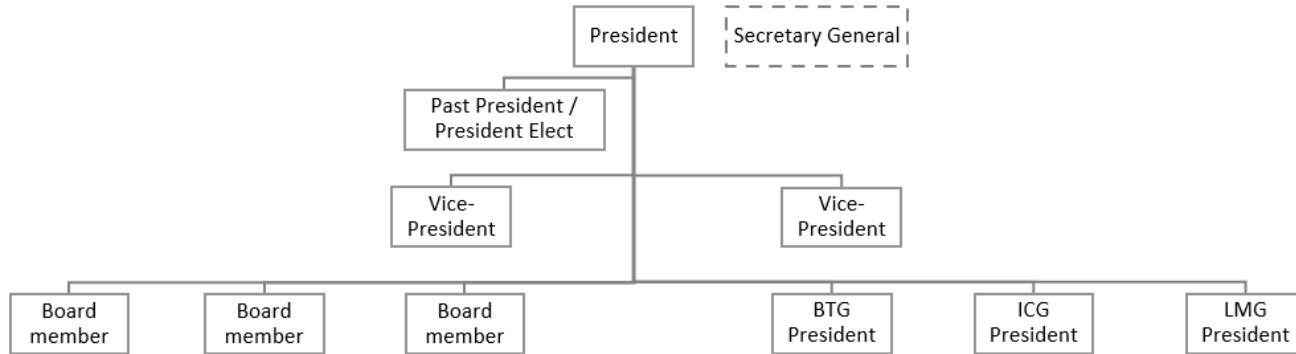 President
Secretary General
Past President /
President Elect
Vice-
President
Vice-
President
Board
member
Board
member
Board
member
BTG
President
ICG
President
LMG
President